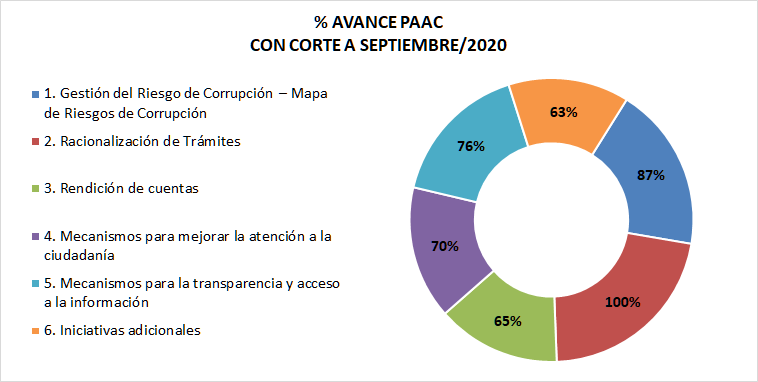 % AVANCE PAAC
CON CORTE A SEPTIEMBRE/2020
1. Gestión del Riesgo de Corrupción – Mapa
de Riesgos de Corrupción
2. Racionalización de Trámites
3. Rendición de cuentas
4. Mecanismos para mejorar la atención a la
ciudadanía
5. Mecanismos para la transparencia y acceso
a la información
6. Iniciativas adicionales
63%
87%
76%
70%
100%
65%